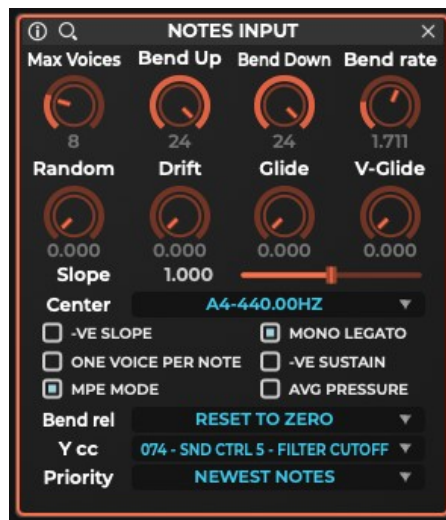 NOTES INPUT
Max Voices Bend Up Bend Down Bend rate
8 24 24 1.711
Random Drift Glide V-Glide
0.000 0.000 0.000 0.000
Slope 1.000
Center A4-440.00HZ
-VE SLOPE MONO LEGATO
ONE VOICE PER NOTE -VE SUSTAIN
MPE MODE AVG PRESSURE
Bend rel RESET TO ZERO
Y cc 074 - SND CTRL 5 - FILTER CUTOFF
Priority NEWEST NOTES